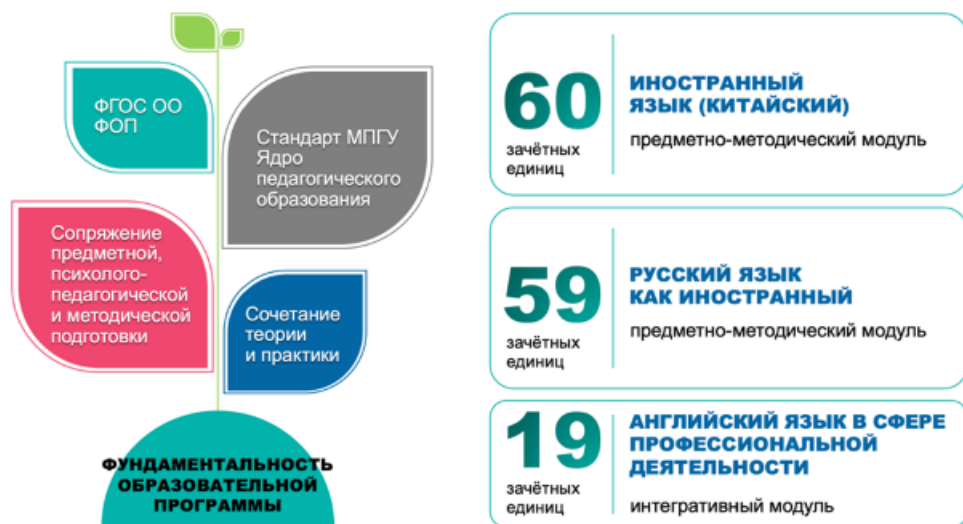 ФГОС ОО
ФОП
Стандарт МПГУ
Ядро
педагогического
образования
Сопряжение
предметной,
психолого-
педагогической
и методической
подготовки
Сочетание
теории
и практики
ФУНДАМЕНТАЛЬНОСТЬ
ОБРАЗОВАТЕЛЬНОЙ
ПРОГРАММЫ
60
зачётных
единиц
ИНОСТРАННЫЙ
ЯЗЫК (КИТАЙСКИЙ)
предметно-методический модуль
59
зачётных
единиц
РУССКИЙ ЯЗЫК
КАК ИНОСТРАННЫЙ
предметно-методический модуль
19
зачётных
единиц
АНГЛИЙСКИЙ ЯЗЫК В СФЕРЕ
ПРОФЕССИОНАЛЬНОЙ
ДЕЯТЕЛЬНОСТИ
интегративный модуль